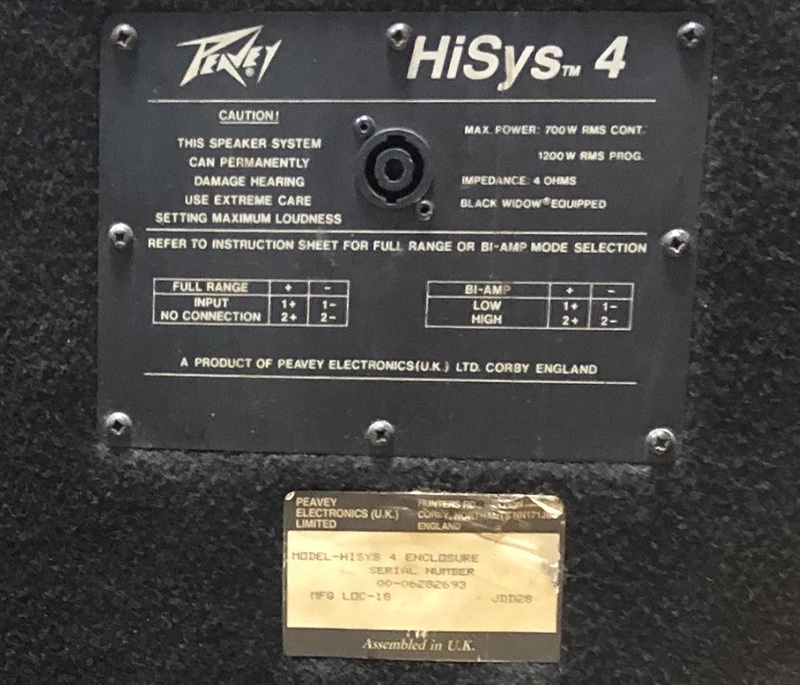 PEAVEY®
HiSys™ 4
CAUTION!
THIS SPEAKER SYSTEM
CAN PERMANENTLY
DAMAGE HEARING
USE EXTREME CARE
SETTING MAXIMUM LOUDNESS
MAX. POWER: 700W RMS CONT.
1200W RMS PROG.
IMPEDANCE: 4 OHMS
BLACK WIDOW® EQUIPPED
REFER TO INSTRUCTION SHEET FOR FULL RANGE OR BI-AMP MODE SELECTION
FULL RANGE + -
INPUT 1+ 1-
NO CONNECTION 2+ 2-
BI-AMP + -
LOW 1+ 1-
HIGH 2+ 2-
A PRODUCT OF PEAVEY ELECTRONICS (U.K.) LTD. CORBY ENGLAND
PEAVEY
ELECTRONICS (U.K.)
LIMITED
HUNTERS RD.
CORBY, NORTHANTS
ENGLAND
MODEL-HISYS 4 ENCLOSURE
SERIAL NUMBER
00-06282693
MFG LOC-18 JDD28
Assembled in U.K.